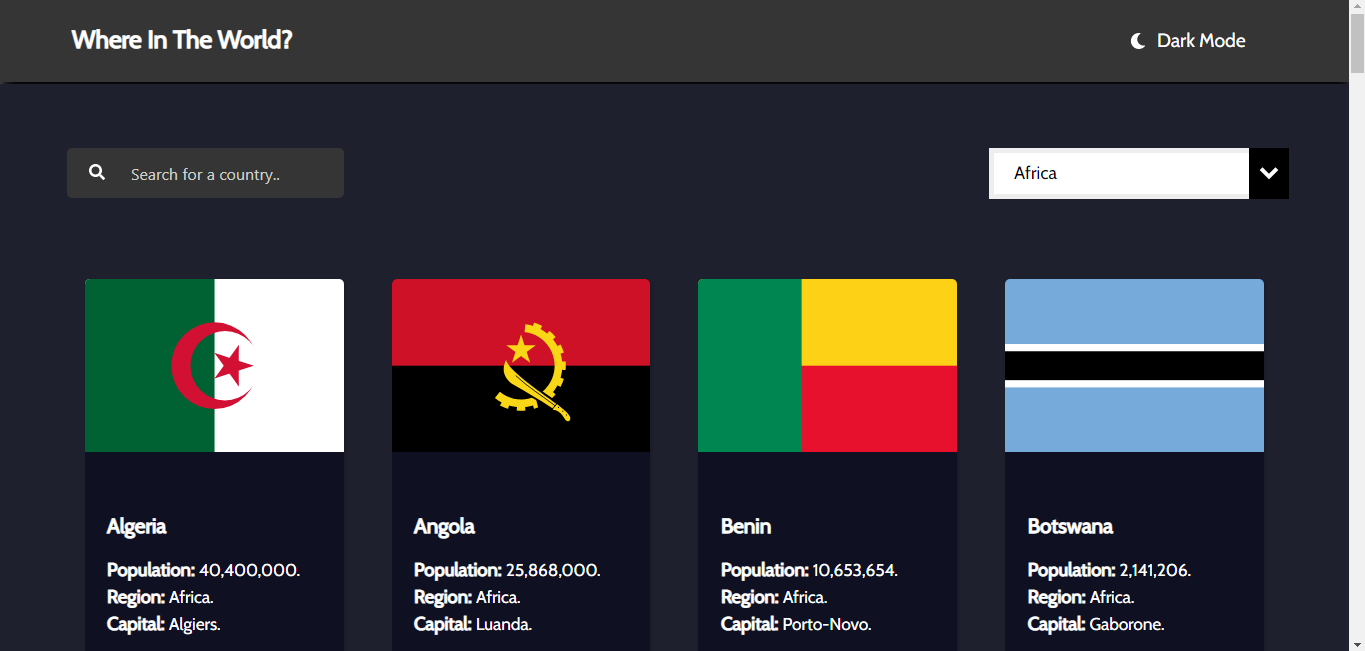 Where In The World?
Dark Mode
Search for a country..
Africa
Algeria
Population: 40,400,000.
Region: Africa.
Capital: Algiers.
Angola
Population: 25,868,000.
Region: Africa.
Capital: Luanda.
Benin
Population: 10,653,654.
Region: Africa.
Capital: Porto-Novo.
Botswana
Population: 2,141,206.
Region: Africa.
Capital: Gaborone.